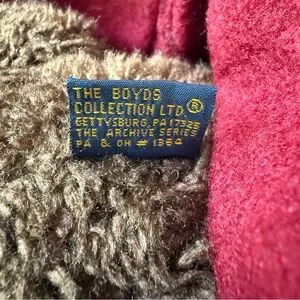 THE BOYDS
COLLECTION LTD.®
GETTYSBURG, PA 17325
THE ARCHIVE SERIES
PA & OH # 1364